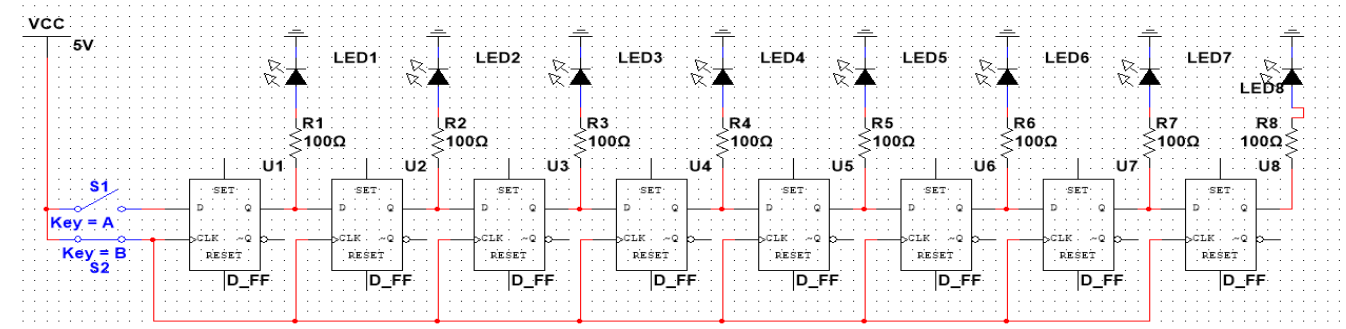 VCC
5V
LED1
LED2
LED3
LED4
LED5
LED6
LED7
LED8
R1
100Ω
R2
100Ω
R3
100Ω
R4
100Ω
R5
100Ω
R6
100Ω
R7
100Ω
R8
100Ω
U1
U2
U3
U4
U5
U6
U7
U8
S1
Key = A
Key = B
S2
SET
D Q
CLK ~Q
RESET
D_FF
SET
D Q
CLK ~Q
RESET
D_FF
SET
D Q
CLK ~Q
RESET
D_FF
SET
D Q
CLK ~Q
RESET
D_FF
SET
D Q
CLK ~Q
RESET
D_FF
SET
D Q
CLK ~Q
RESET
D_FF
SET
D Q
CLK ~Q
RESET
D_FF
SET
D Q
CLK ~Q
RESET
D_FF